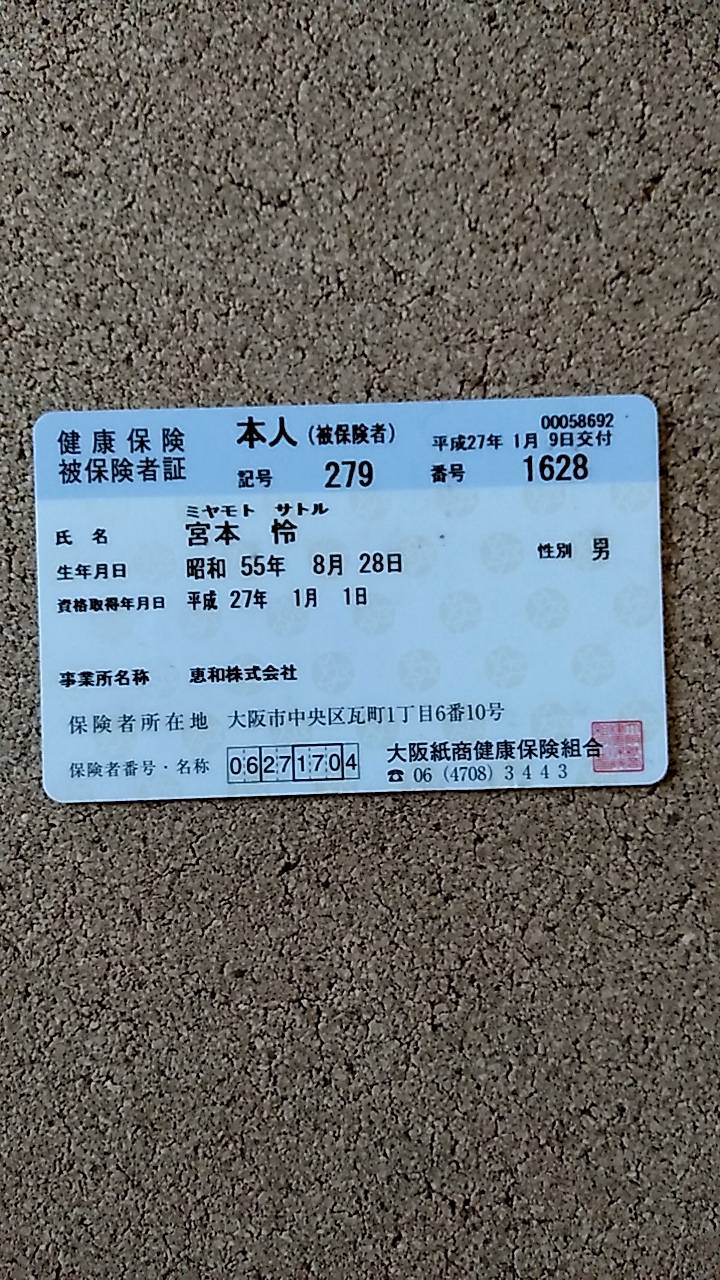 健康保険
被保険者証
本人(被保険者)
00058692
平成27年 1月 9日交付
記号 279
番号 1628
ミヤモト サトル
氏名 宮本 怜
性別 男
生年月日 昭和 55年 8月 28日
資格取得年月日 平成 27年 1月 1日
事業所名称 恵和株式会社
保険者所在地 大阪市中央区瓦町1丁目6番10号
保険者番号・名称 06271704 大阪紙商健康保険組合
☎ 06 (4708) 3443